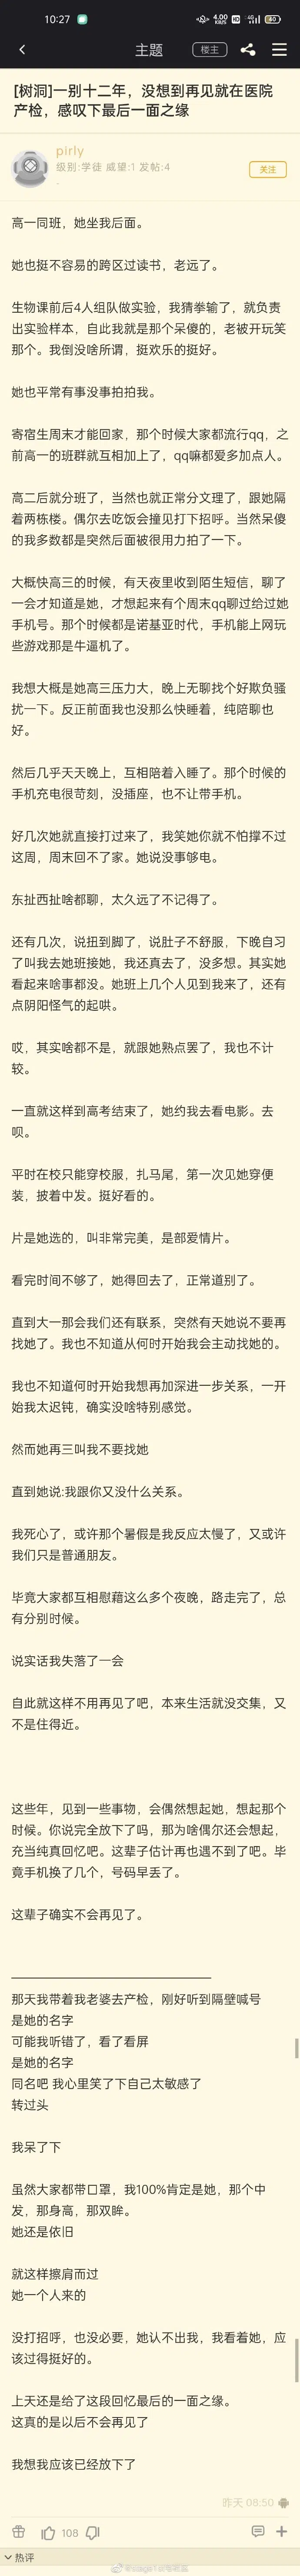 10:27
4.00
KB/S
HD
4G
40
主题
楼主
[树洞]一别十二年，没想到再见就在医院
产检，感叹下最后一面之缘
pirly
级别:学徒 威望:1 发帖:4
-
关注
高一同班，她坐我后面。
她也挺不容易的跨区过读书，老远了。
生物课前后4人组队做实验，我猜拳输了，就负责
出实验样本，自此我就是那个呆傻的，老被开玩笑
那个。我倒没啥所谓，挺欢乐的挺好。
她也平常有事没事拍拍我。
寄宿生周末才能回家，那个时候大家都流行qq，之
前高一的班群就互相加上了，qq嘛都爱多加点人。
高二后就分班了，当然也就正常分文理了，跟她隔
着两栋楼。偶尔去吃饭会撞见打下招呼。当然呆傻
的我多数都是突然后面被很用力拍了一下。
大概快高三的时候，有天夜里收到陌生短信，聊了
一会才知道是她，才想起来有个周末qq聊过给过她
手机号。那个时候都是诺基亚时代，手机能上网玩
些游戏那是牛逼机了。
我想大概是她高三压力大，晚上无聊找个好欺负骚
扰一下。反正前面我也没那么快睡着，纯陪聊也
好。
然后几乎天天晚上，互相陪着入睡了。那个时候的
手机充电很苛刻，没插座，也不让带手机。
好几次她就直接打过来了，我笑她你就不怕撑不过
这周，周末回不了家。她说没事够电。
东扯西扯啥都聊，太久远了不记得了。
还有几次，说扭到脚了，说肚子不舒服，下晚自习
了叫我去她班接她，我还真去了，没多想。其实她
看起来啥事都没。她班上几个人见到我来了，还有
点阴阳怪气的起哄。
哎，其实啥都不是，就跟她熟点罢了，我也不计
较。
一直就这样到高考结束了，她约我去看电影。去
呗。
平时在校只能穿校服，扎马尾，第一次见她穿便
装，披着中发。挺好看的。
片是她选的，叫非常完美，是部爱情片。
看完时间不够了，她得回去了，正常道别了。
直到大一那会我们还有联系，突然有天她说不要再
找她了。我也不知道从何时开始我会主动找她的。
我也不知道何时开始我想再加深进一步关系，一开
始我太迟钝，确实没啥特别感觉。
然而她再三叫我不要找她
直到她说:我跟你又没什么关系。
我死心了，或许那个暑假是我反应太慢了，又或许
我们只是普通朋友。
毕竟大家都互相慰藉这么多个夜晚，路走完了，总
有分别时候。
说实话我失落了一会
自此就这样不用再见了吧，本来生活就没交集，又
不是住得近。
这些年，见到一些事物，会偶然想起她，想起那个
时候。你说完全放下了吗，那为啥偶尔还会想起，
充当纯真回忆吧。这辈子估计再也遇不到了吧。毕
竟手机换了几个，号码早丢了。
这辈子确实不会再见了。
那天我带着我老婆去产检，刚好听到隔壁喊号
是她的名字
可能我听错了，看了看屏
是她的名字
同名吧 我心里笑了下自己太敏感了
转过头
我呆了下
虽然大家都带口罩，我100%肯定是她，那个中
发，那身高，那双眸。
她还是依旧
就这样擦肩而过
她一个人来的
没打招呼，也没必要，她认不出我，我看着她，应
该过得挺好的。
上天还是给了这段回忆最后的一面之缘。
这真的是以后不会再见了
我想我应该已经放下了
昨天 08:50
108
热评